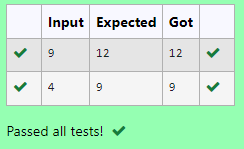 Input Expected Got
9 12 12
4 9 9
Passed all tests!